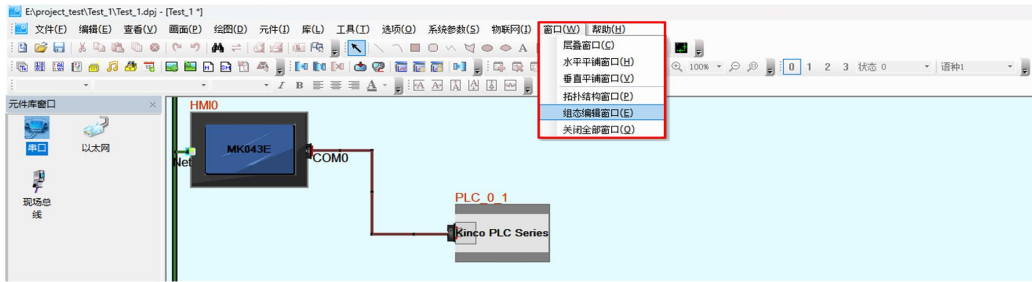 E:\project_test\Test_1\Test_1.dpj - [Test_1 *]
文件(F) 编辑(E) 查看(V) 画面(P) 绘图(D) 元件(I) 库(L) 工具(T) 选项(O) 系统参数(S) 物联网(I) 窗口(W) 帮助(H)
100% 0 1 2 3 状态 0 语种1
层叠窗口(C)
水平平铺窗口(H)
垂直平铺窗口(V)
拓扑结构窗口(P)
组态编辑窗口(E)
关闭全部窗口(Q)
元件库窗口
串口 以太网
现场总
线
HMI0
MK043E
Net
COM0
PLC_0_1
Kinco PLC Series